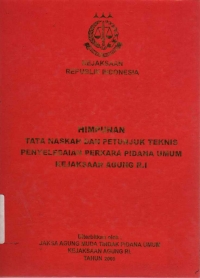 KEJAKSAAN
REPUBLIK INDONESIA
HIMPUNAN
TATA NASKAH DAN PETUNJUK TEKNIS
PENYELESAIAN PERKARA PIDANA UMUM
KEJAKSAAN AGUNG R.I
JAKSA AGUNG MUDA TINDAK PIDANA UMUM
KEJAKSAAN AGUNG RI
TAHUN